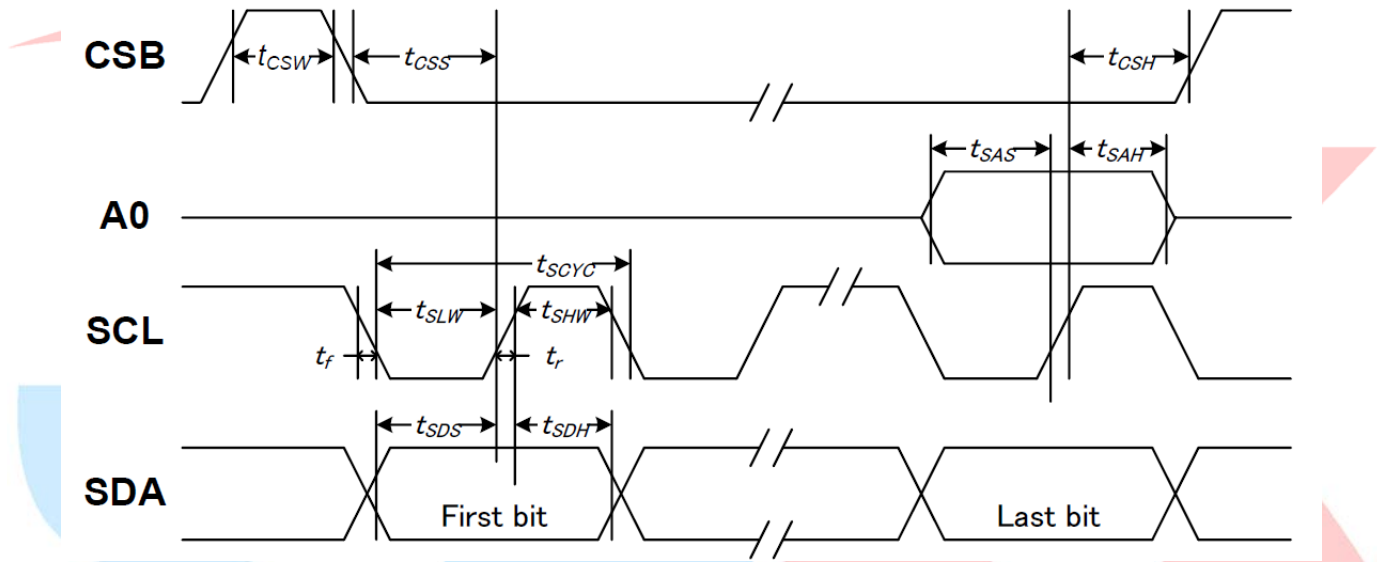 CSB
tCSW
tCSS
tCSH
A0
tSAS
tSAH
tSCYC
SCL
tSLW
tSHW
tf
tr
SDA
tSDS
tSDH
First bit
Last bit